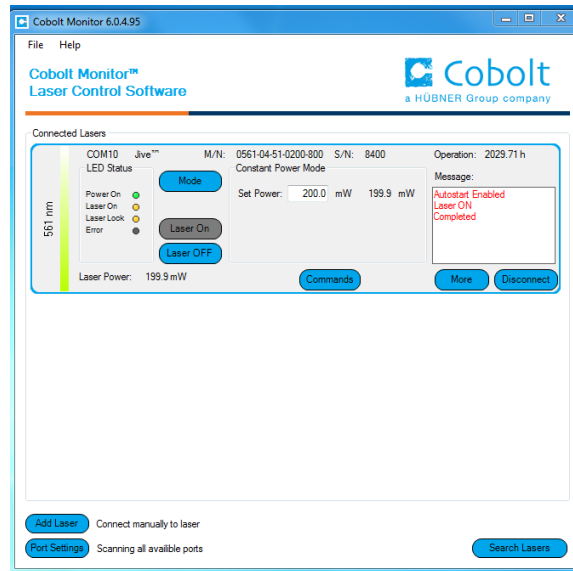 Cobolt Monitor 6.0.4.95
File Help
Cobolt Monitor™
Laser Control Software
Cobolt
a HÜBNER Group company
Connected Lasers
COM10 Jive™ M/N: 0561-04-51-0200-800 S/N: 8400 Operation: 2029.71 h
LED Status
Mode
Constant Power Mode
Message:
Power On
Laser On
Laser Lock
Error
Set Power: 200.0 mW 199.9 mW
Autostart Enabled
Laser ON
Completed
561 nm
Laser On
Laser OFF
Laser Power: 199.9 mW
Commands
More
Disconnect
Add Laser Connect manually to laser
Port Settings Scanning all availible ports
Search Lasers